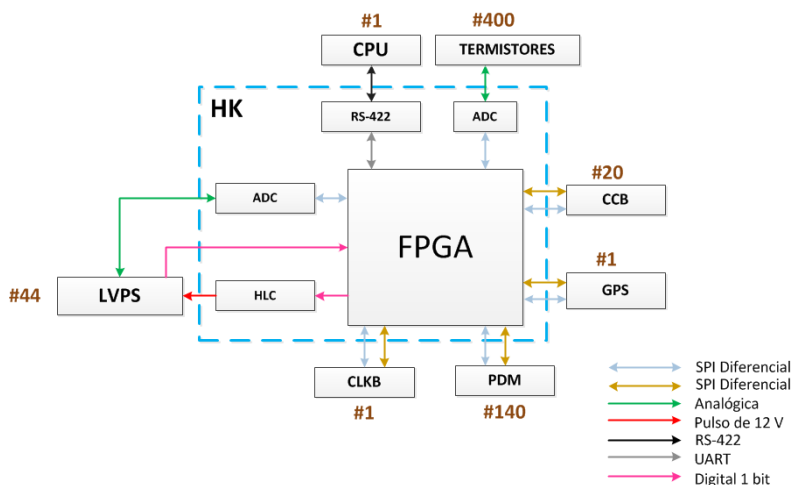 #1
#400
CPU
TERMISTORES
HK
RS-422
ADC
#20
ADC
CCB
FPGA
#1
GPS
#44
LVPS
HLC
CLKB
PDM
#1
#140
SPI Diferencial
SPI Diferencial
Analógica
Pulso de 12 V
RS-422
UART
Digital 1 bit